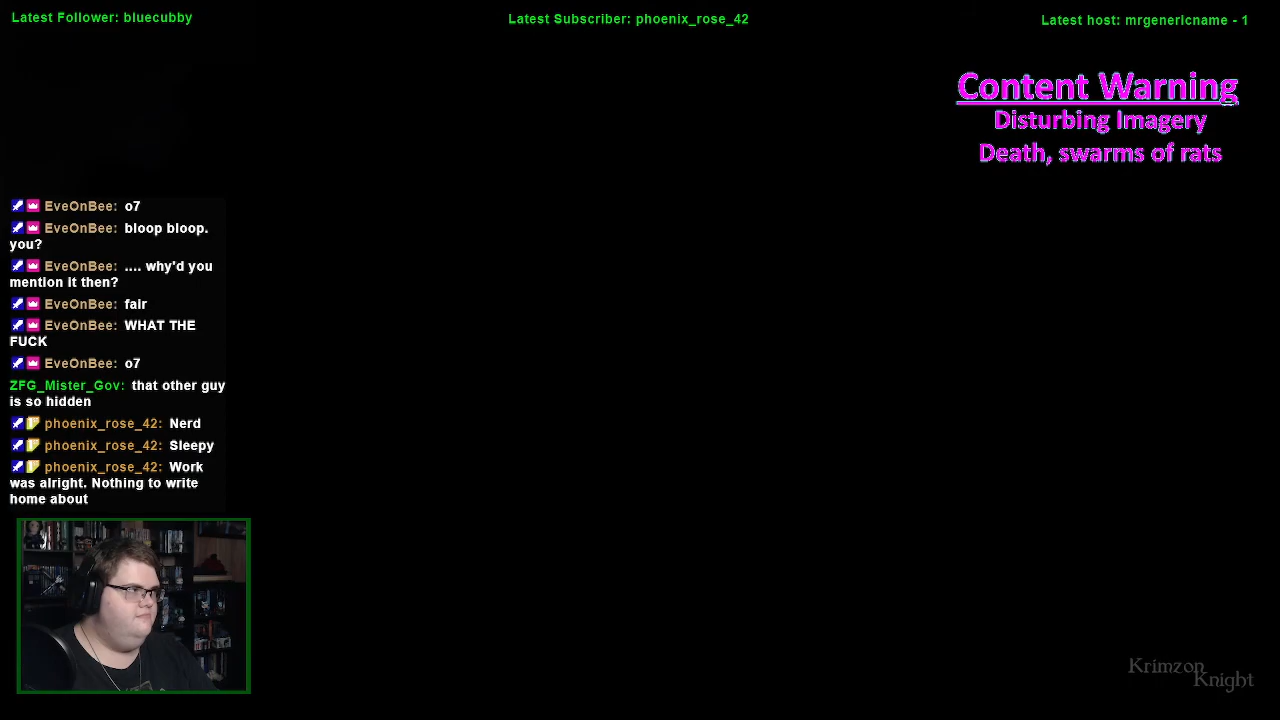 Latest Follower: bluecubby
Latest Subscriber: phoenix_rose_42
Latest host: mrgenericname - 1
Content Warning
Disturbing Imagery
Death, swarms of rats
EveOnBee: o7
EveOnBee: bloop bloop.
you?
EveOnBee: .... why'd you
mention it then?
EveOnBee: fair
EveOnBee: WHAT THE
FUCK
EveOnBee: o7
ZFG_Mister_Gov: that other guy
is so hidden
phoenix_rose_42: Nerd
phoenix_rose_42: Sleepy
phoenix_rose_42: Work
was alright. Nothing to write
home about
Krimzon
Knight